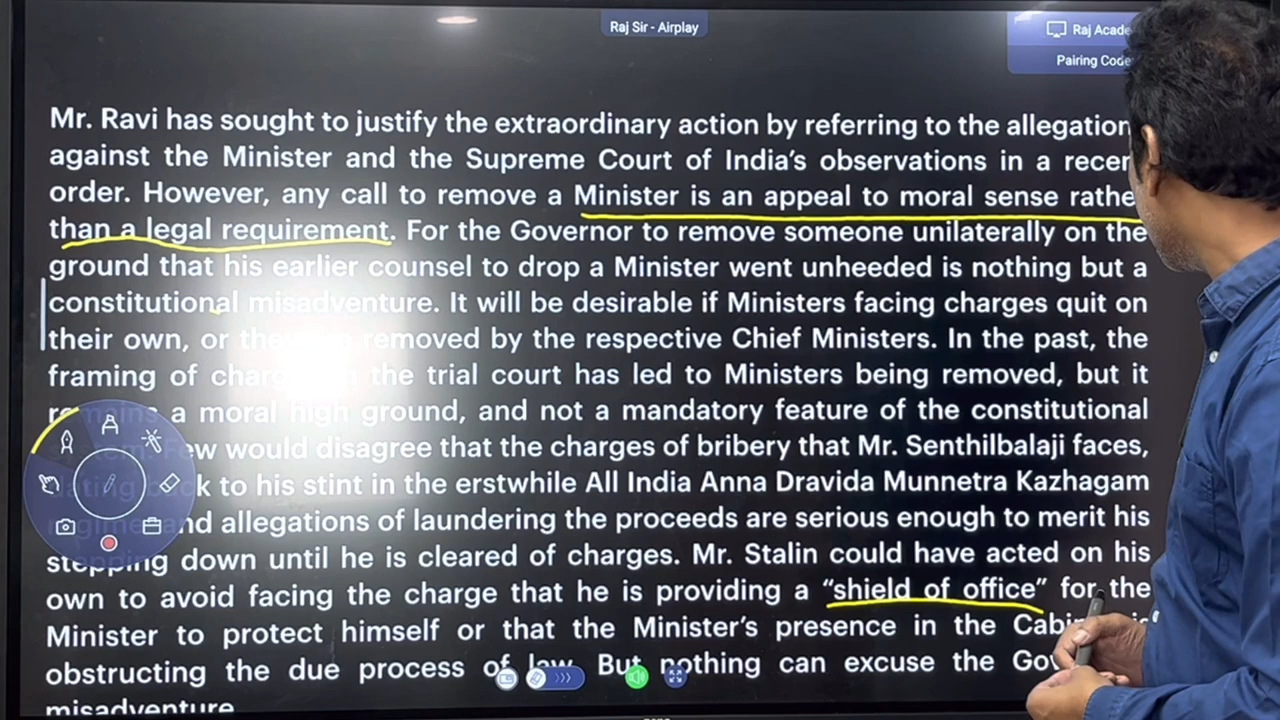 Raj Sir - Airplay
Raj Acade
Pairing Code
Mr. Ravi has sought to justify the extraordinary action by referring to the allegation
against the Minister and the Supreme Court of India's observations in a recen
order. However, any call to remove a Minister is an appeal to moral sense rathe
than a legal requirement. For the Governor to remove someone unilaterally on the
ground that his earlier counsel to drop a Minister went unheeded is nothing but a
constitutional misadventure. It will be desirable if Ministers facing charges quit on
their own, or removed by the respective Chief Ministers. In the past, the
framing of the trial court has led to Ministers being removed, but it
a moral high ground, and not a mandatory feature of the constitutional
Few would disagree that the charges of bribery that Mr. Senthilbalaji faces,
to his stint in the erstwhile All India Anna Dravida Munnetra Kazhagam
regime and allegations of laundering the proceeds are serious enough to merit his
stepping down until he is cleared of charges. Mr. Stalin could have acted on his
own to avoid facing the charge that he is providing a “shield of office” for the
Minister to protect himself or that the Minister's presence in the
obstructing the due process of law. But nothing can excuse the
misadventure